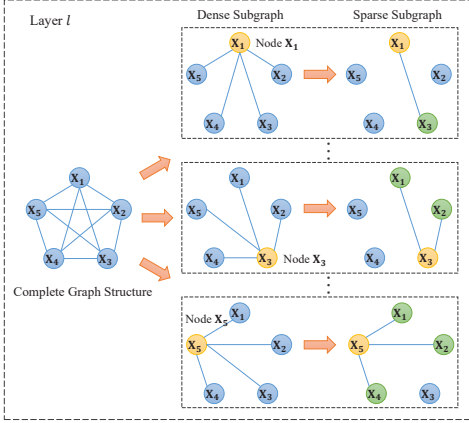 Layer l
Dense Subgraph
Sparse Subgraph
X₁
Node X₁
X₅
X₂
X₄
X₃
X₁
X₅
X₂
X₄
X₃
X₁
X₅
X₂
X₄
X₃
Complete Graph Structure
X₁
X₅
X₂
X₄
X₃
Node X₃
X₁
X₅
X₂
X₄
X₃
Node X₅
X₁
X₅
X₂
X₄
X₃
X₁
X₅
X₂
X₄
X₃